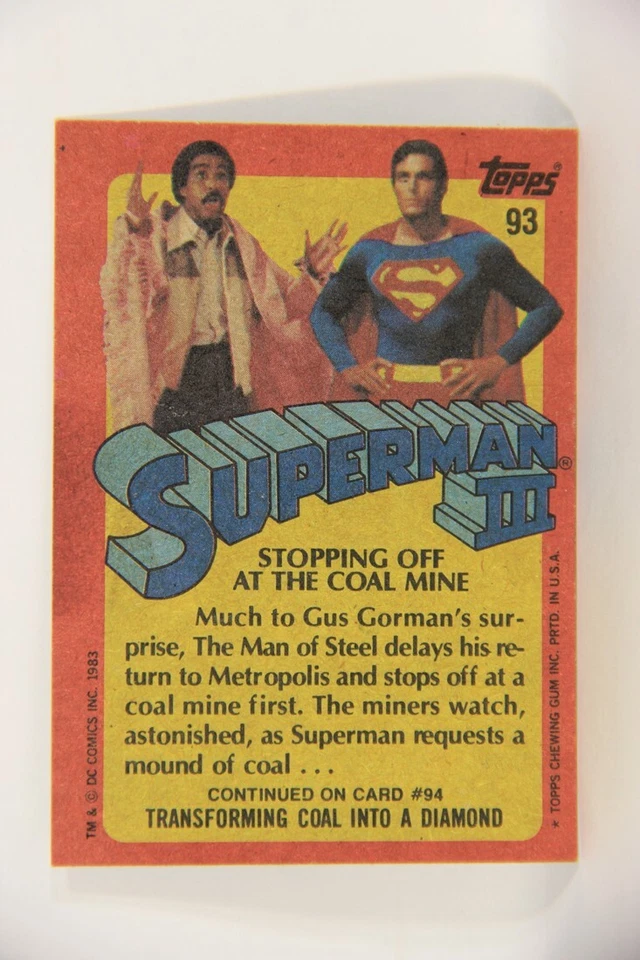 Topps®
93
S
SUPERMAN®
III
STOPPING OFF
AT THE COAL MINE
Much to Gus Gorman's sur-
prise, The Man of Steel delays his re-
turn to Metropolis and stops off at a
coal mine first. The miners watch,
astonished, as Superman requests a
mound of coal ...
CONTINUED ON CARD #94
TRANSFORMING COAL INTO A DIAMOND
TM & © DC COMICS INC. 1983
* TOPPS CHEWING GUM INC. PRTD. IN U.S.A.